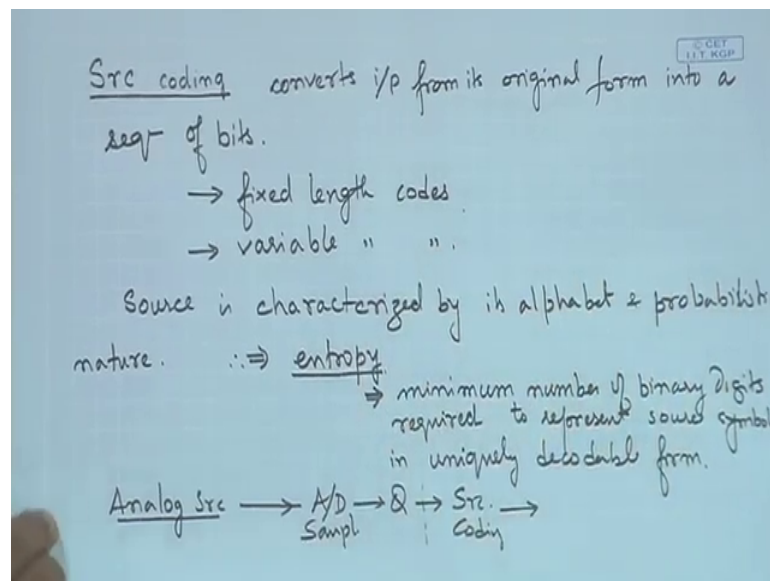 © CET
I.I.T. KGP
Src coding converts i/p from its original form into a
seq of bits.
→ fixed length codes
→ variable " ".
Source is characterized by its alphabet & probabilistic
nature. ∴⇒ entropy
⇒ minimum number of binary digits
required to represent source symbol
in uniquely decodable form.
Analog Src → A/D → Q → Src. →
Sampl Coding